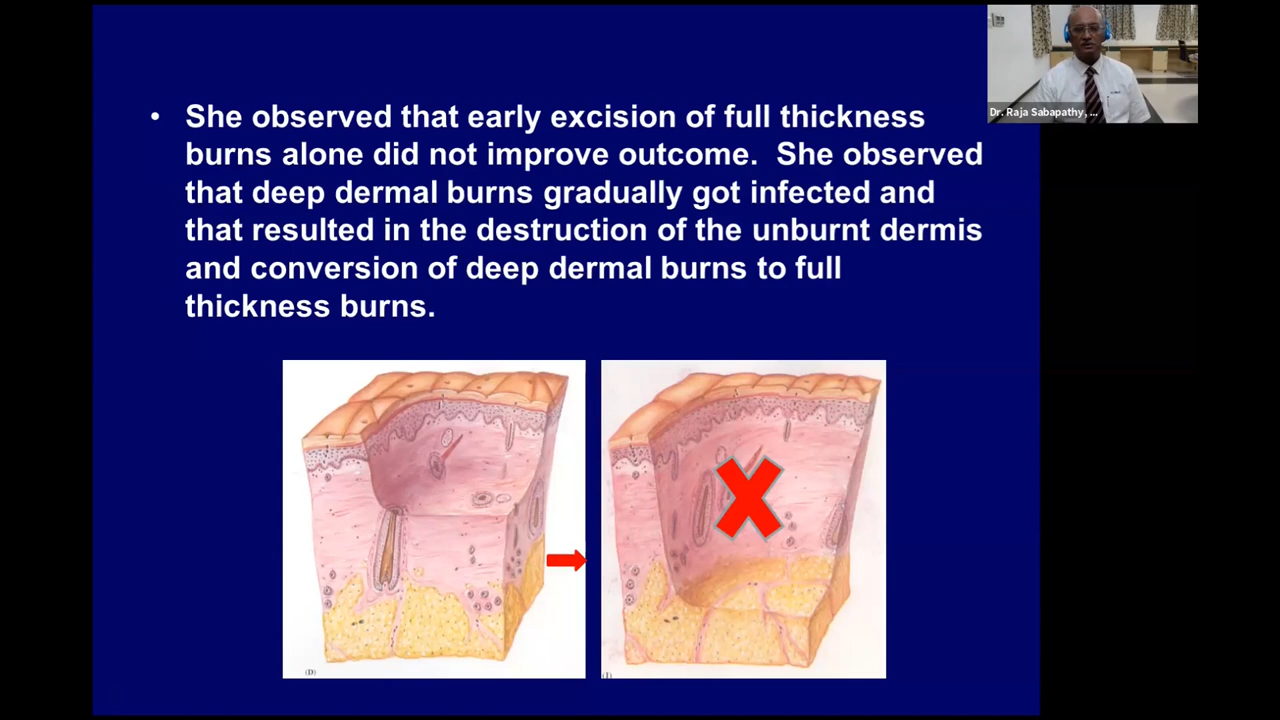 • She observed that early excision of full thickness
burns alone did not improve outcome.  She observed
that deep dermal burns gradually got infected and
that resulted in the destruction of the unburnt dermis
and conversion of deep dermal burns to full
thickness burns.
Dr. Raja Sabapathy, ...
(D)